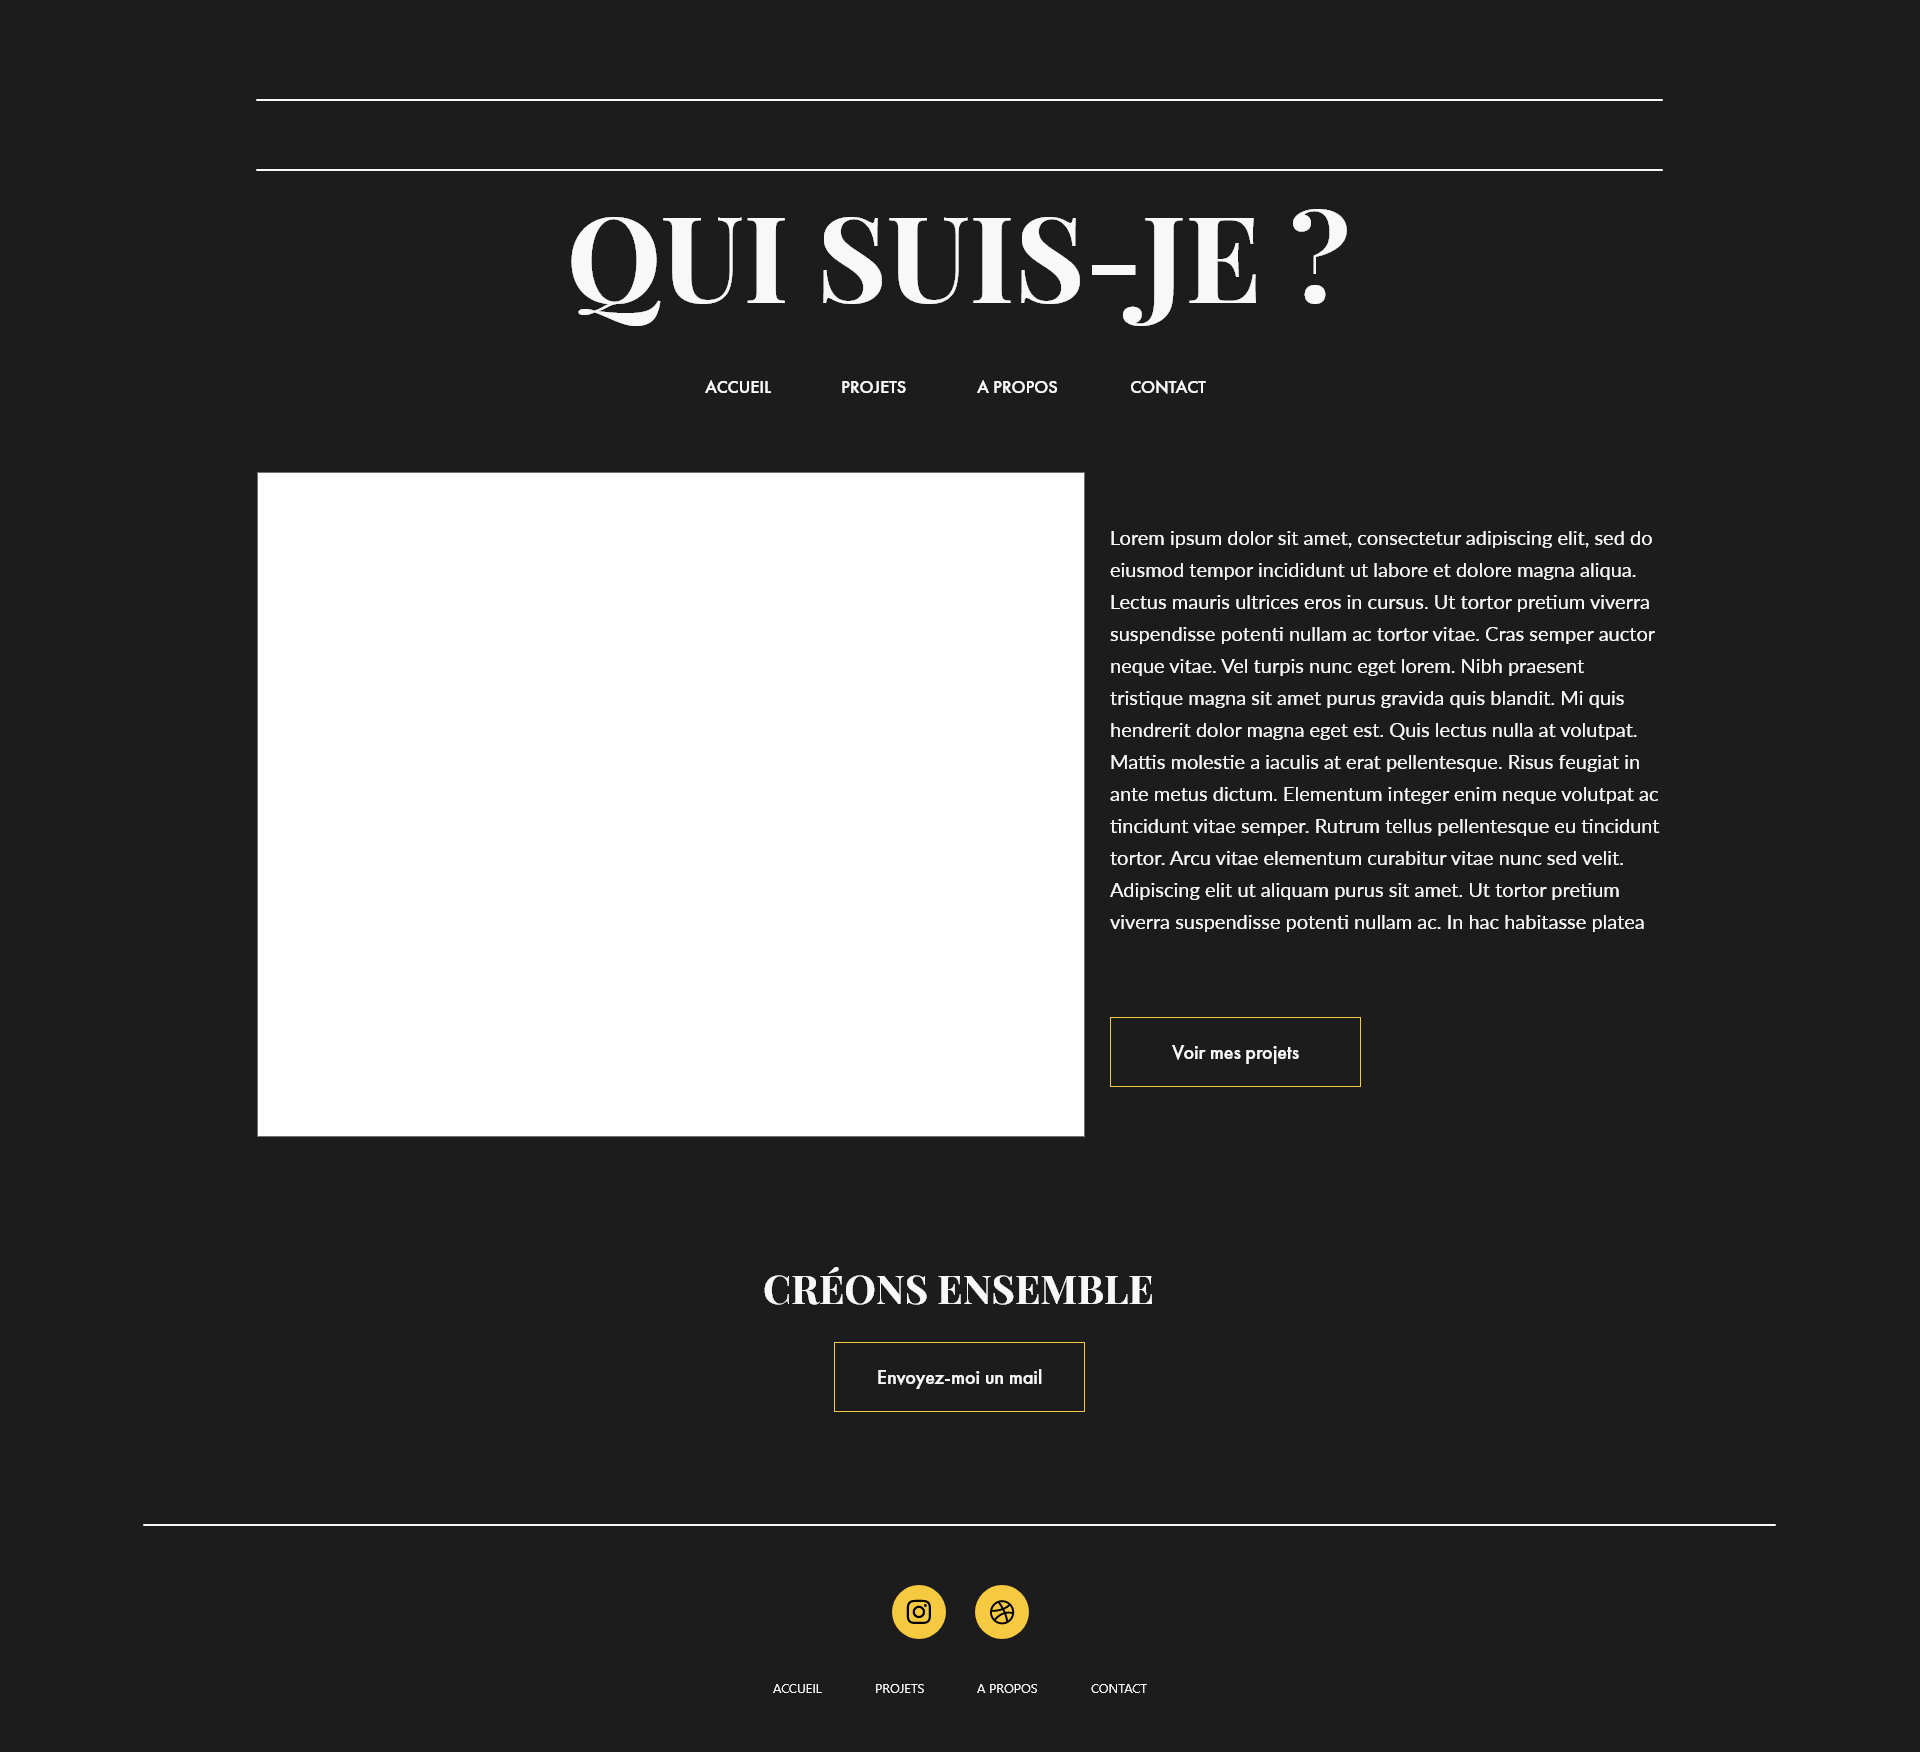 QUI SUIS-JE ?
ACCUEIL PROJETS A PROPOS CONTACT
Lorem ipsum dolor sit amet, consectetur adipiscing elit, sed do
eiusmod tempor incididunt ut labore et dolore magna aliqua.
Lectus mauris ultrices eros in cursus. Ut tortor pretium viverra
suspendisse potenti nullam ac tortor vitae. Cras semper auctor
neque vitae. Vel turpis nunc eget lorem. Nibh praesent
tristique magna sit amet purus gravida quis blandit. Mi quis
hendrerit dolor magna eget est. Quis lectus nulla at volutpat.
Mattis molestie a iaculis at erat pellentesque. Risus feugiat in
ante metus dictum. Elementum integer enim neque volutpat ac
tincidunt vitae semper. Rutrum tellus pellentesque eu tincidunt
tortor. Arcu vitae elementum curabitur vitae nunc sed velit.
Adipiscing elit ut aliquam purus sit amet. Ut tortor pretium
viverra suspendisse potenti nullam ac. In hac habitasse platea
Voir mes projets
CRÉONS ENSEMBLE
Envoyez-moi un mail
ACCUEIL PROJETS A PROPOS CONTACT